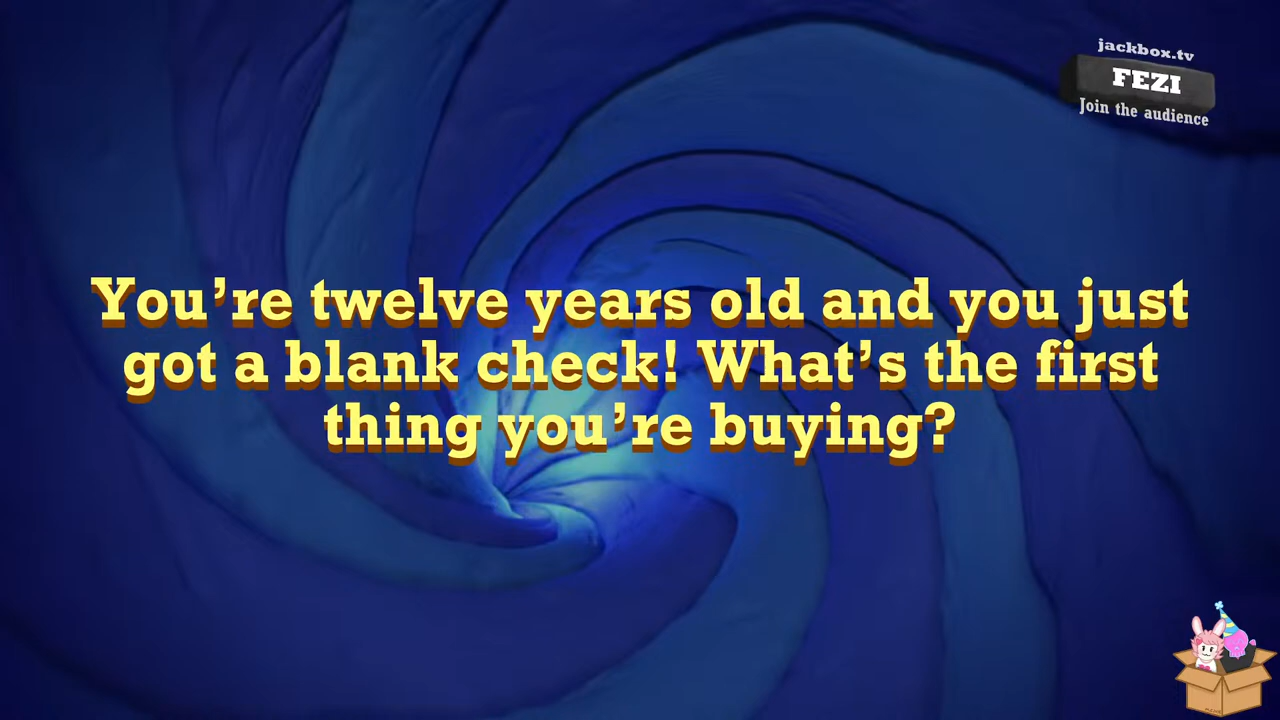 jackbox.tv
FEZI
Join the audience
You're twelve years old and you just
got a blank check! What's the first
thing you're buying?